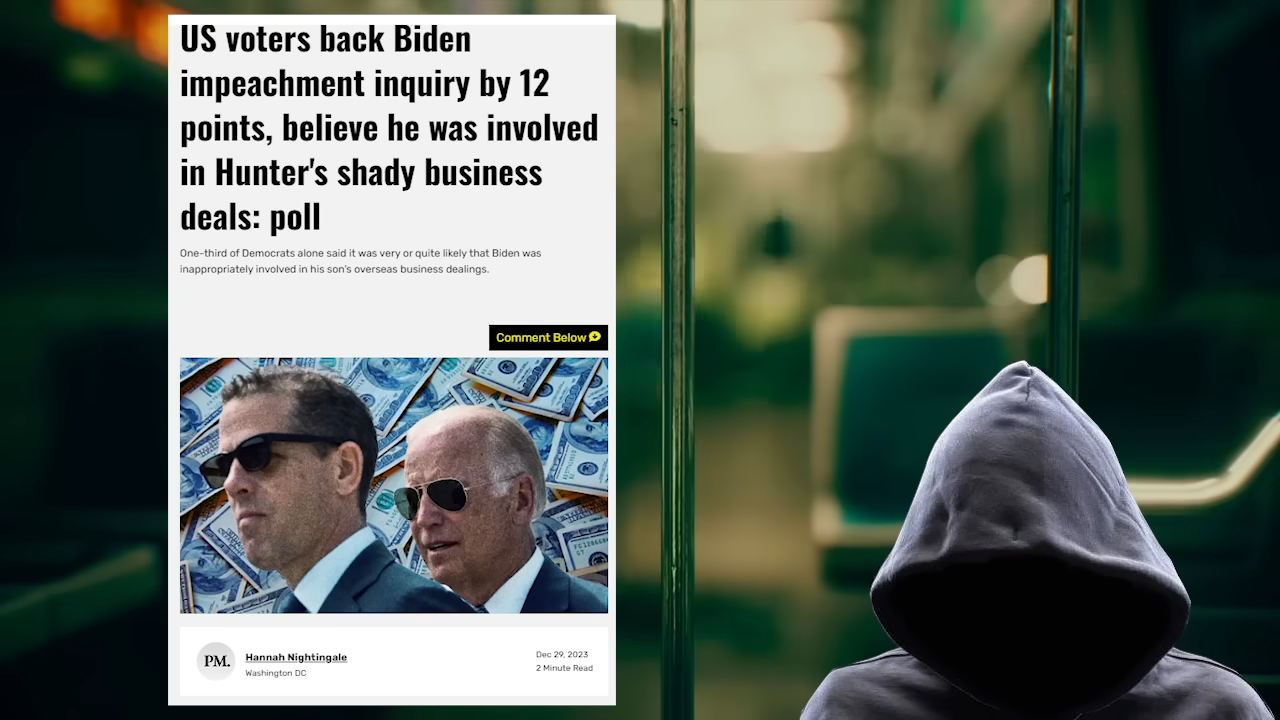 US voters back Biden
impeachment inquiry by 12
points, believe he was involved
in Hunter's shady business
deals: poll
One-third of Democrats alone said it was very or quite likely that Biden was
inappropriately involved in his son's overseas business dealings.
Comment Below
PM.
Hannah Nightingale
Washington DC
Dec 29, 2023
2 Minute Read